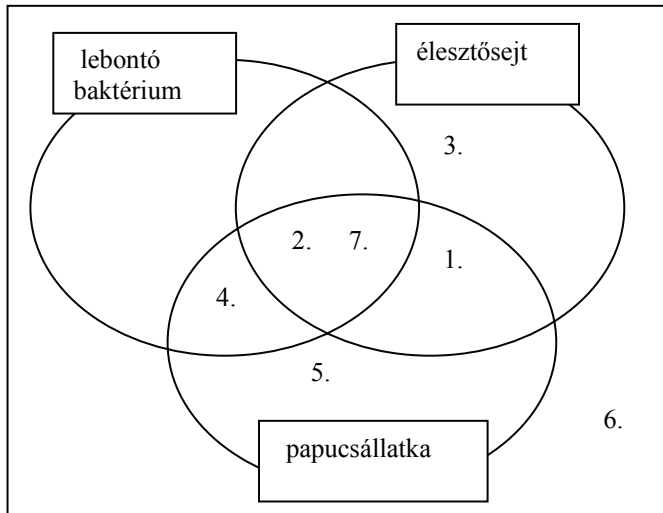 lebontó
baktérium
élesztősejt
3.
2.
7.
1.
4.
5.
6.
papucsállatka